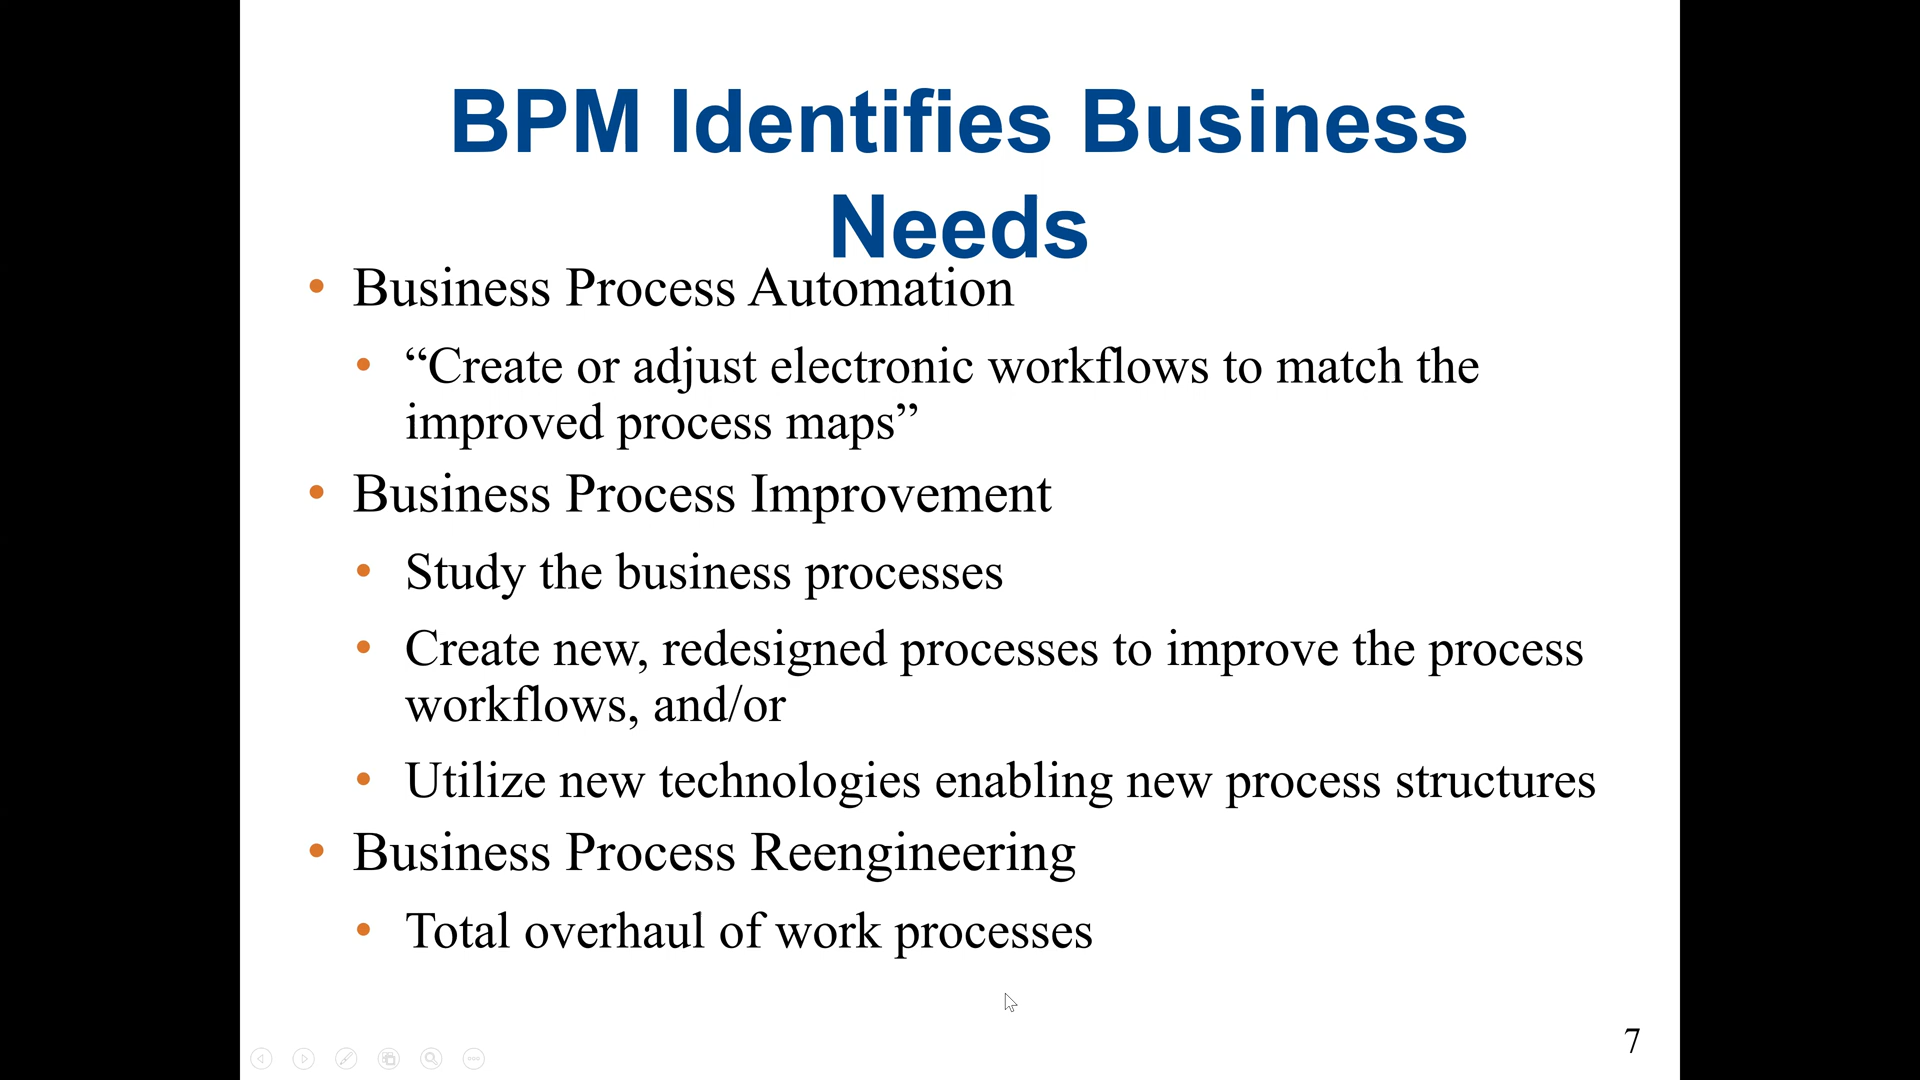 BPM Identifies Business
Needs
• Business Process Automation
• “Create or adjust electronic workflows to match the
improved process maps”
• Business Process Improvement
• Study the business processes
• Create new, redesigned processes to improve the process
workflows, and/or
• Utilize new technologies enabling new process structures
• Business Process Reengineering
• Total overhaul of work processes
7